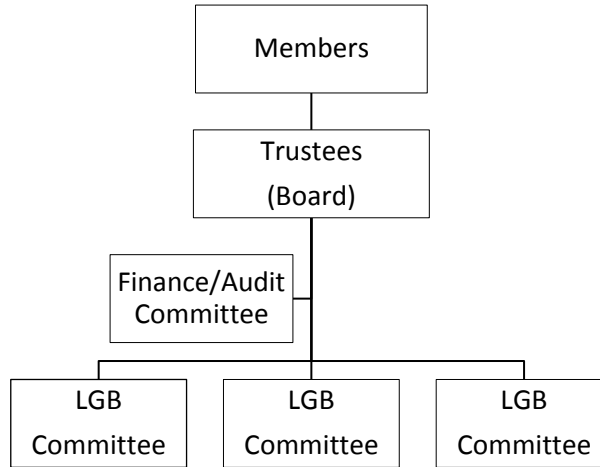 Members
Trustees
(Board)
Finance/Audit
Committee
LGB
Committee
LGB
Committee
LGB
Committee